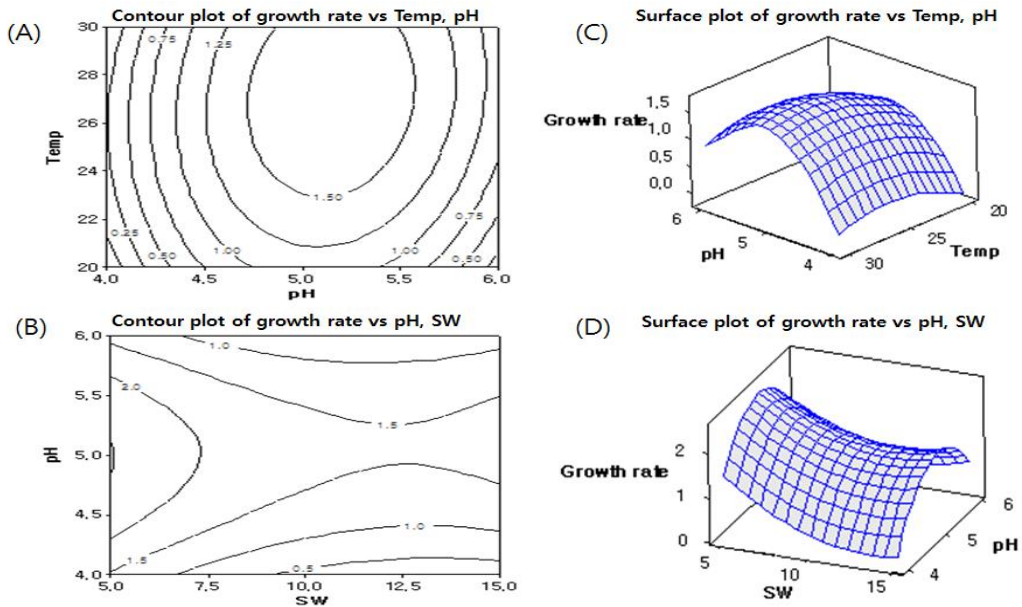 (A)
Contour plot of growth rate vs Temp, pH
30
28
26
24
22
20
Temp
0.75
1.25
1.50
0.25
0.50
1.00
1.00
0.75
0.50
4.0 4.5 5.0 5.5 6.0
pH
(C)
Surface plot of growth rate vs Temp, pH
Growth rate
1,5
1,0
0,5
0,0
6 5 4
pH
20
25
30
Temp
(B)
Contour plot of growth rate vs pH, SW
6.0
5.5
5.0
4.5
4.0
pH
1.0
2.0
1.5
1.0
1.5
0.5
5.0 7.5 10.0 12.5 15.0
SW
(D)
Surface plot of growth rate vs pH, SW
Growth rate
2
1
0
5 10 15
SW
6
5
4
pH